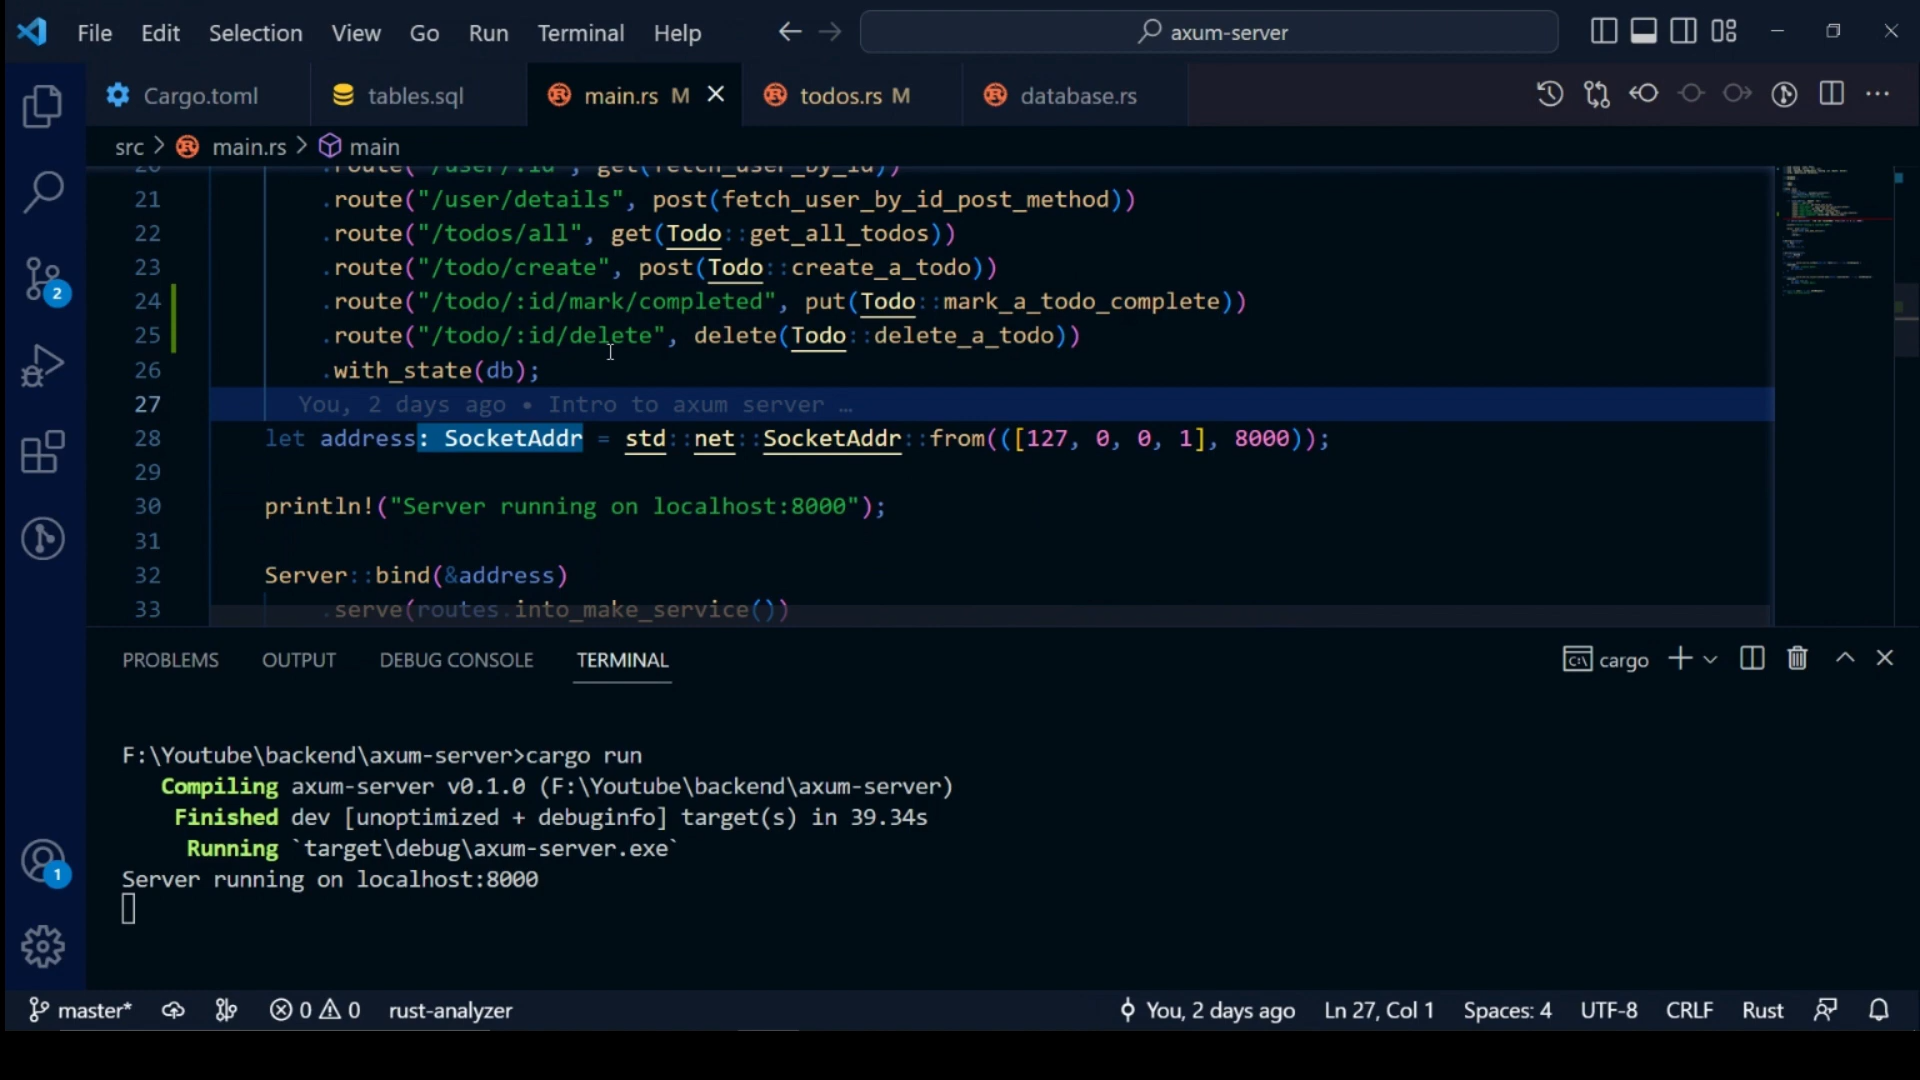 File Edit Selection View Go Run Terminal Help axum-server
Cargo.toml tables.sql main.rs M todos.rs M database.rs
src > main.rs > main
20 .route("/user/:id", get(fetch_user_by_id))
21 .route("/user/details", post(fetch_user_by_id_post_method))
22 .route("/todos/all", get(Todo::get_all_todos))
23 .route("/todo/create", post(Todo::create_a_todo))
24 .route("/todo/:id/mark/completed", put(Todo::mark_a_todo_complete))
25 .route("/todo/:id/delete", delete(Todo::delete_a_todo))
26 .with_state(db);
27 You, 2 days ago • Intro to axum server …
28 let address: SocketAddr = std::net::SocketAddr::from(([127, 0, 0, 1], 8000));
29
30 println!("Server running on localhost:8000");
31
32 Server::bind(&address)
33 .serve(routes.into_make_service())
PROBLEMS OUTPUT DEBUG CONSOLE TERMINAL cargo
F:\Youtube\backend\axum-server>cargo run
Compiling axum-server v0.1.0 (F:\Youtube\backend\axum-server)
Finished dev [unoptimized + debuginfo] target(s) in 39.34s
Running `target\debug\axum-server.exe`
Server running on localhost:8000
master* 0 0 rust-analyzer You, 2 days ago Ln 27, Col 1 Spaces: 4 UTF-8 CRLF Rust
2
1